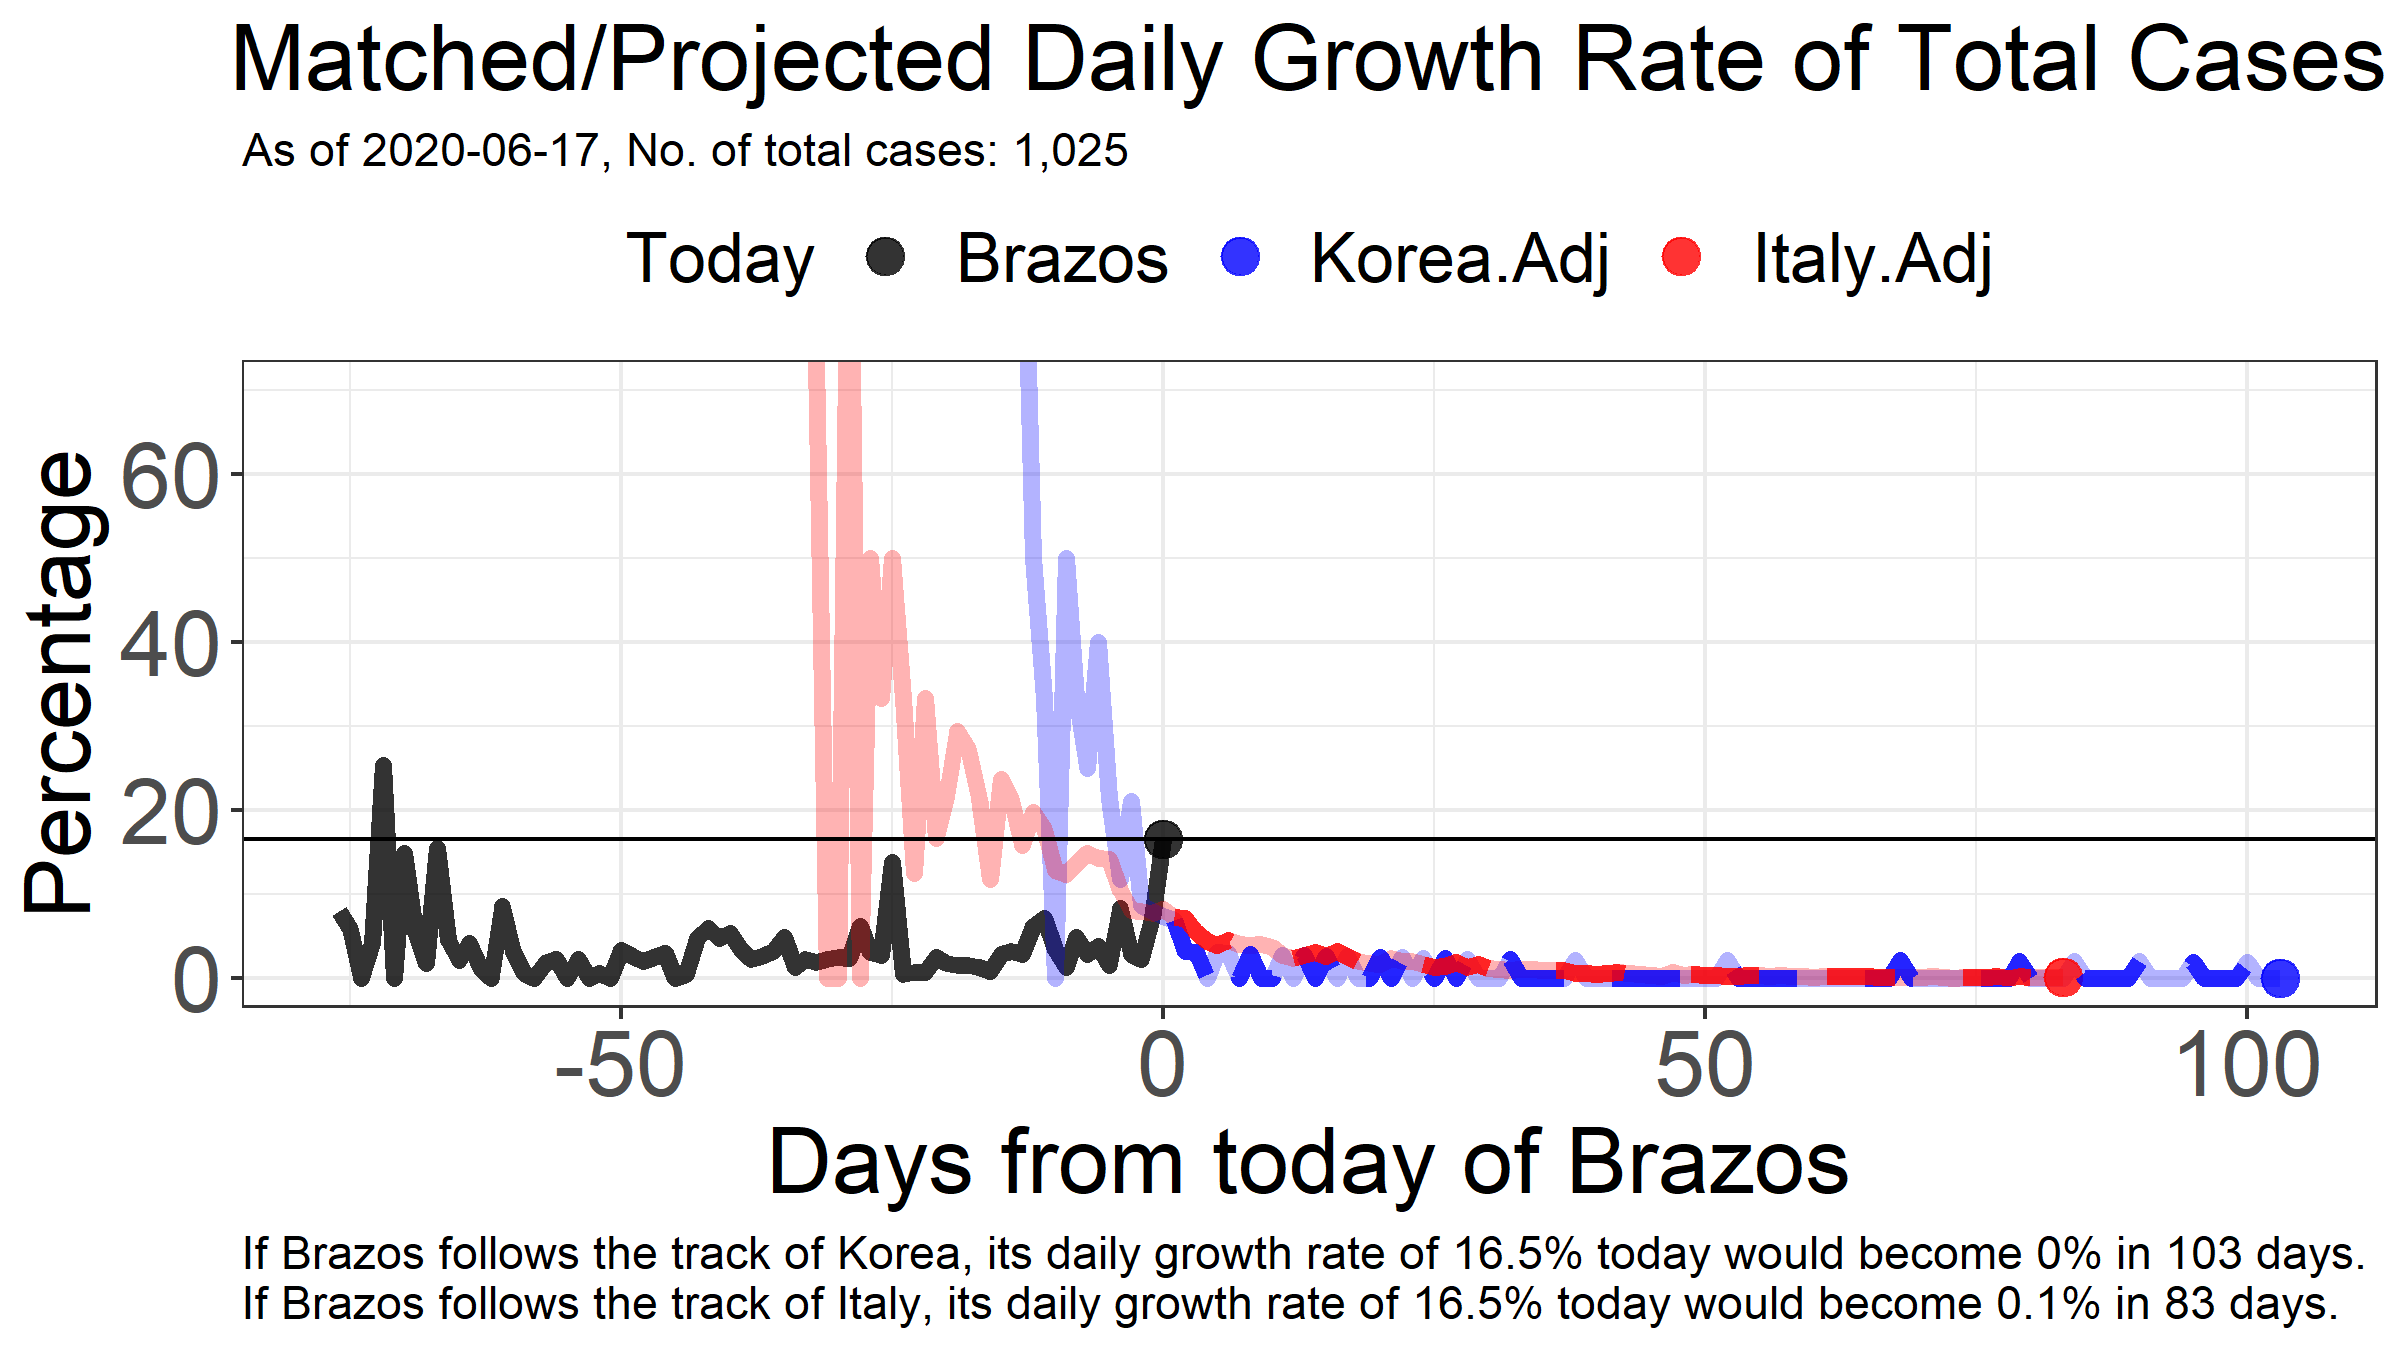 Matched/Projected Daily Growth Rate of Total Cases
As of 2020-06-17, No. of total cases: 1,025
Today Brazos Korea.Adj Italy.Adj
Percentage
60
40
20
0
-50 0 50 100
Days from today of Brazos
If Brazos follows the track of Korea, its daily growth rate of 16.5% today would become 0% in 103 days.
If Brazos follows the track of Italy, its daily growth rate of 16.5% today would become 0.1% in 83 days.